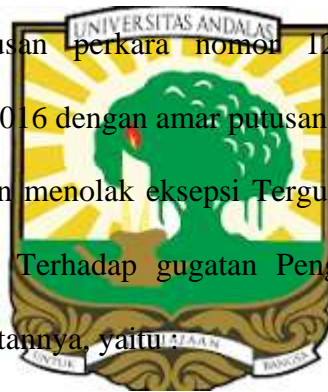 UNIVERSITAS ANDALAS
perkara nomor 12
016 dengan amar putusan
menolak eksepsi Tergu
Terhadap gugatan Peng
tannya, yaitu :
UNTUK KEDJAJAAN BANGSA